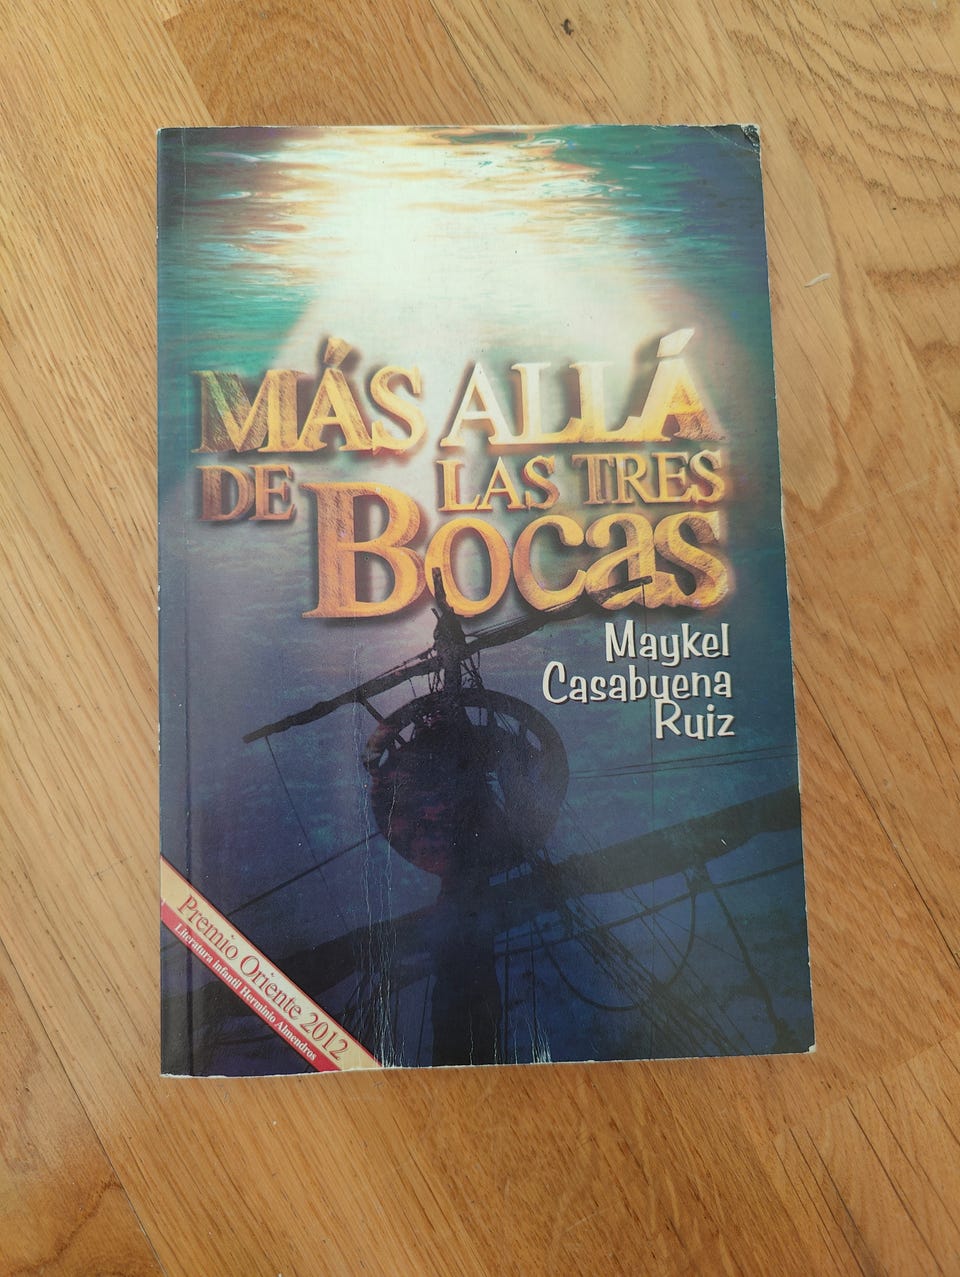 MÁS ALLÁ
DE LAS TRES
BOCAS
Maykel
Casabuena
Ruiz
Premio Oriente 2012
Literatura infantil Herminio Almendros